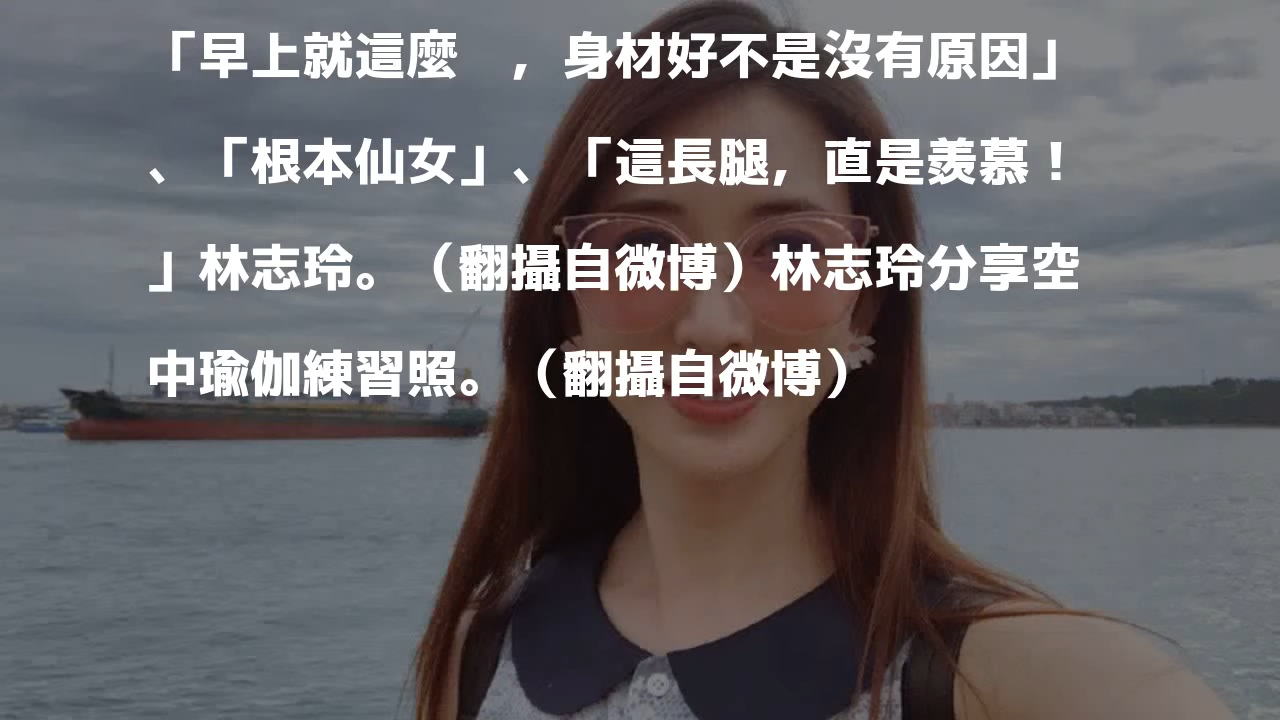 「早上就這麼　，身材好不是沒有原因」
、「根本仙女」、「這長腿，直是羨慕！
」林志玲。（翻攝自微博）林志玲分享空
中瑜伽練習照。（翻攝自微博）